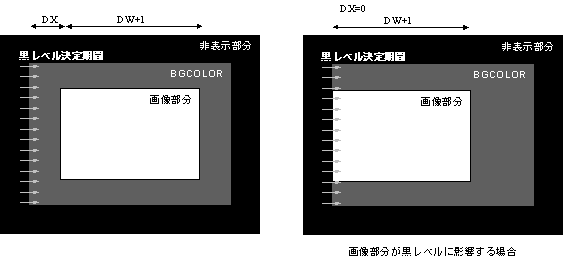 DX DW+1
非表示部分
黒レベル決定期間
BGCOLOR
画像部分
DX=0
DW+1
非表示部分
黒レベル決定期間
BGCOLOR
画像部分
画像部分が黒レベルに影響する場合